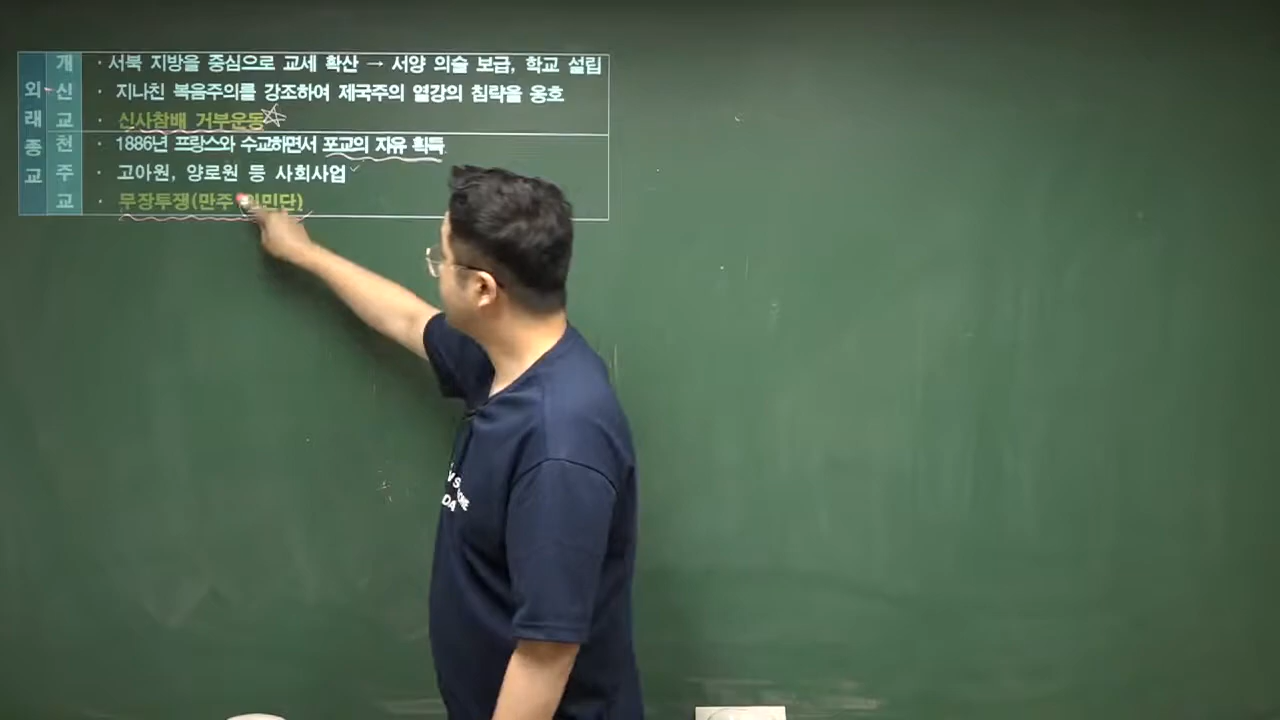 외래종교
개신교
· 서북 지방을 중심으로 교세 확산 → 서양 의술 보급, 학교 설립
· 지나친 복음주의를 강조하여 제국주의 열강의 침략을 옹호
· 신사참배 거부운동
천주교
· 1886년 프랑스와 수교하면서 포교의 자유 획득
· 고아원, 양로원 등 사회사업
· 무장투쟁(만주 의민단)